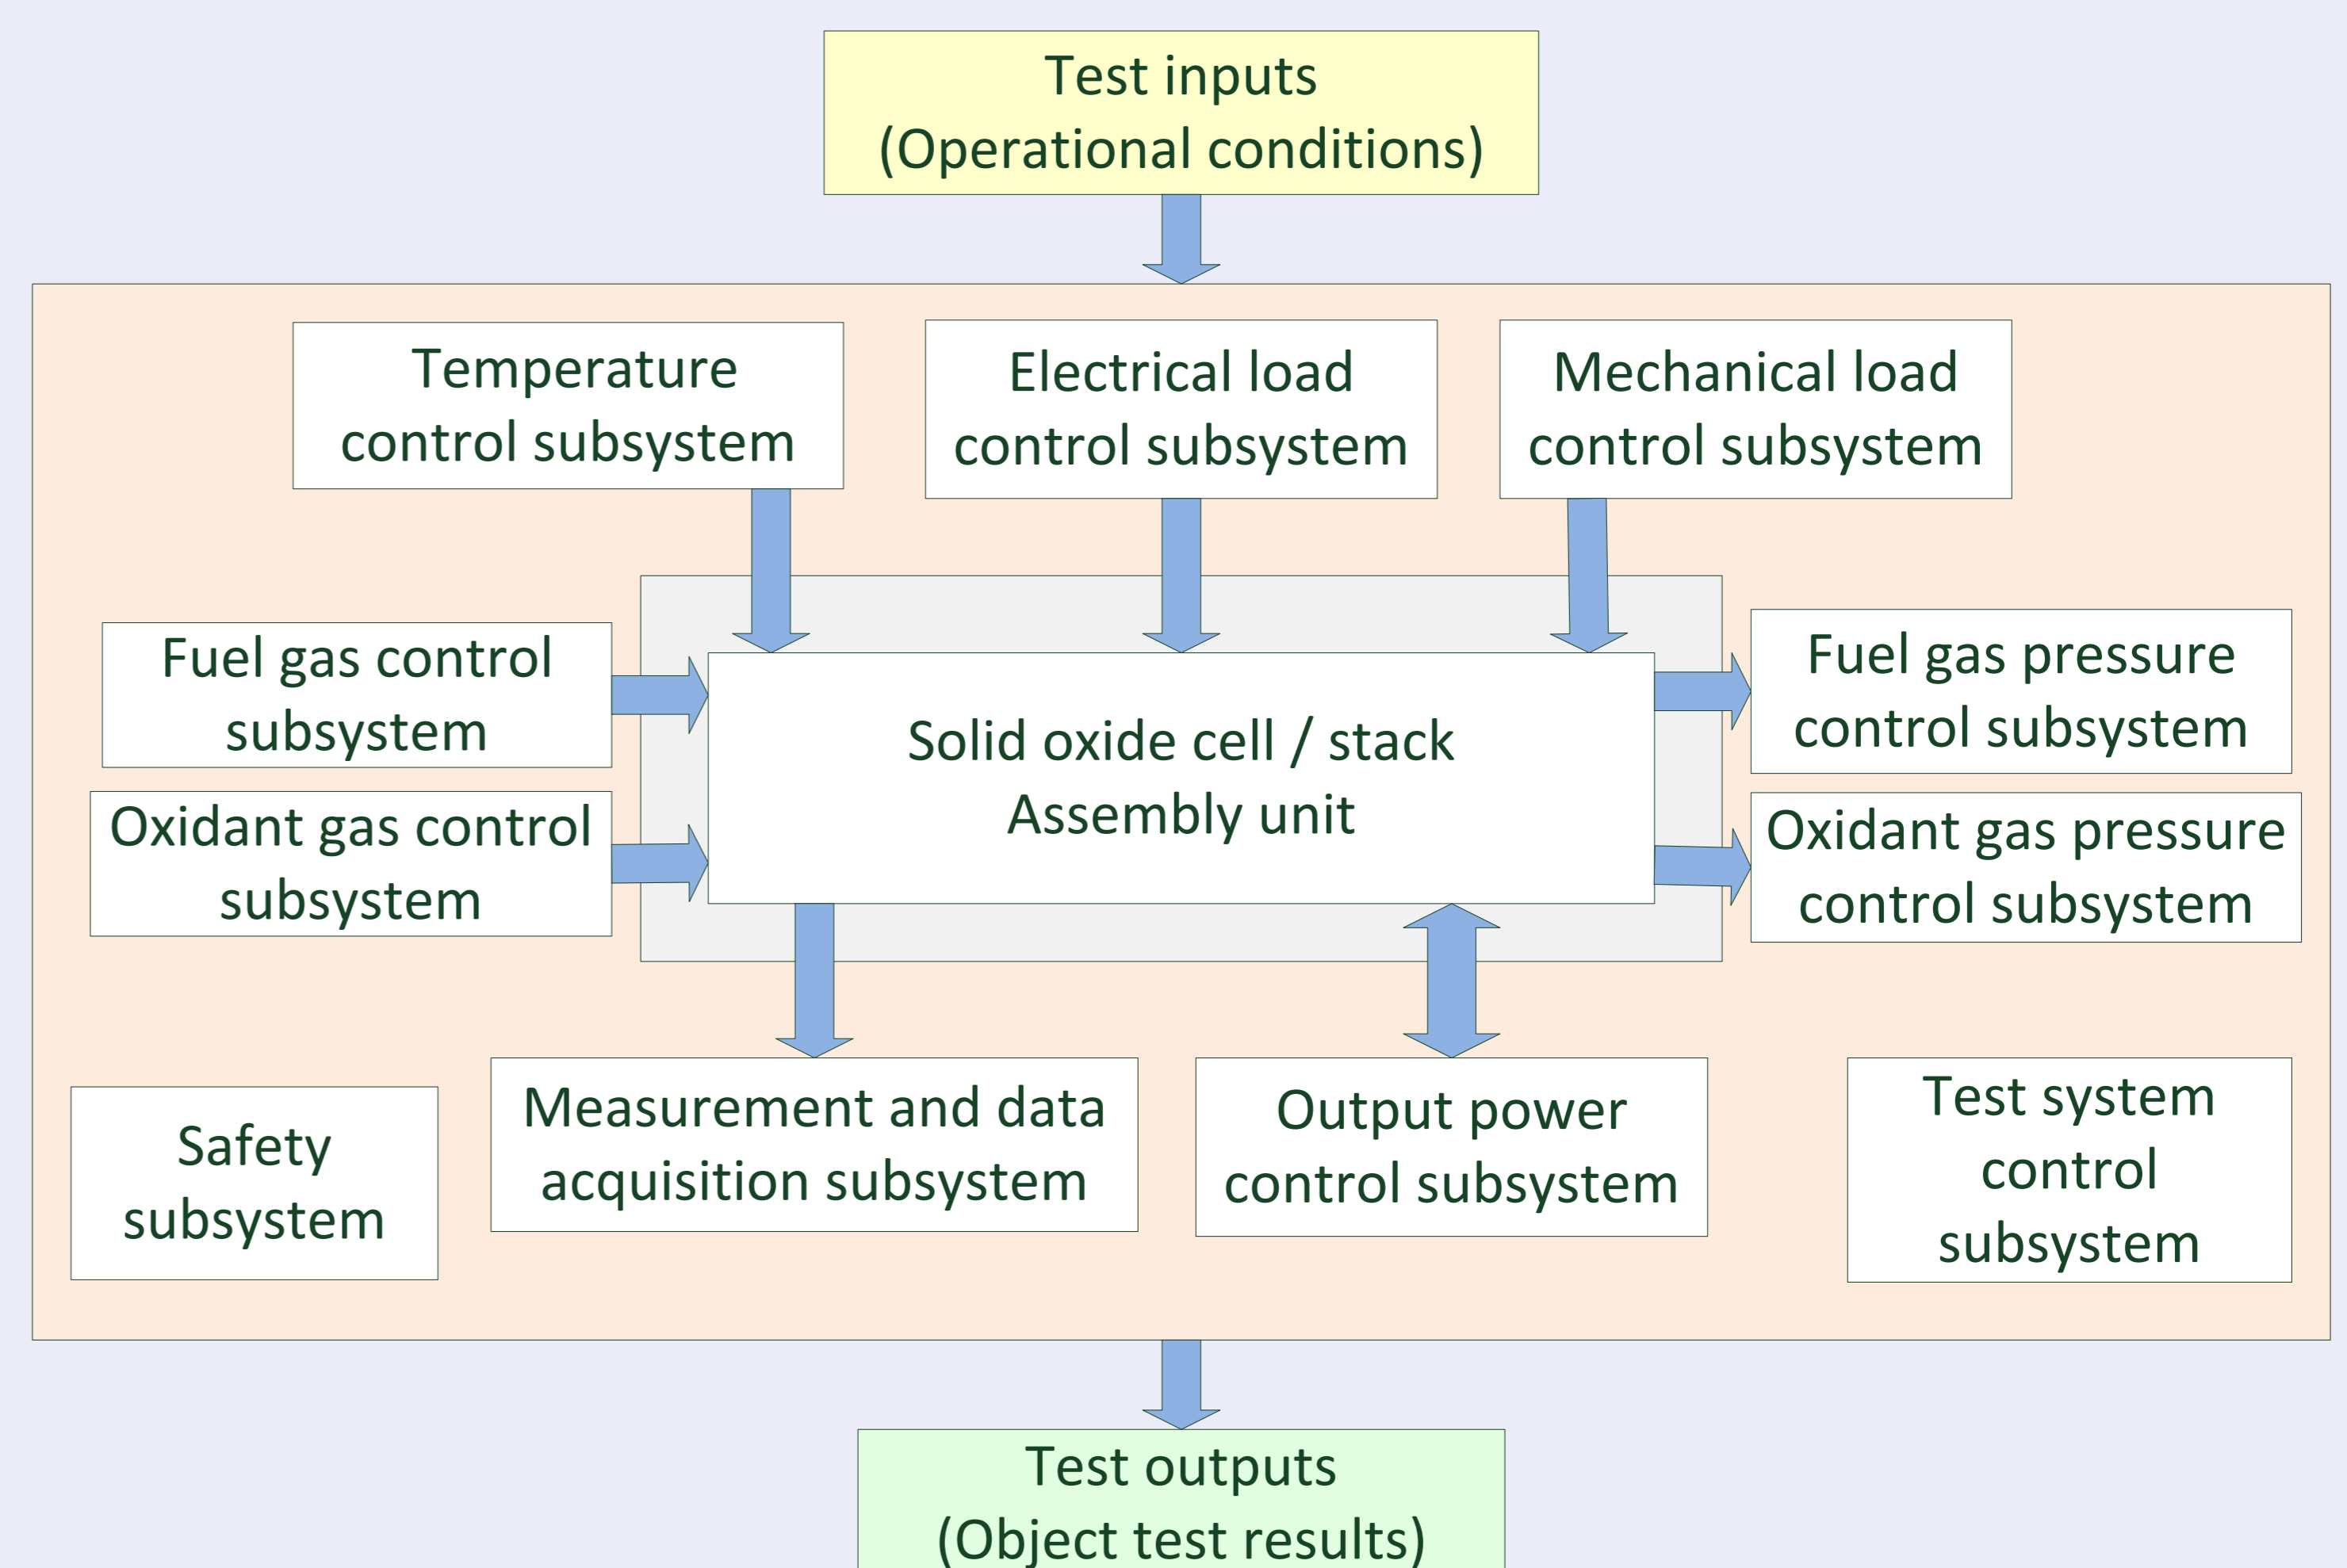 Test inputs
(Operational conditions)
Temperature
control subsystem
Electrical load
control subsystem
Mechanical load
control subsystem
Fuel gas control
subsystem
Oxidant gas control
subsystem
Solid oxide cell / stack
Assembly unit
Fuel gas pressure
control subsystem
Oxidant gas pressure
control subsystem
Safety
subsystem
Measurement and data
acquisition subsystem
Output power
control subsystem
Test system
control
subsystem
Test outputs
(Object test results)